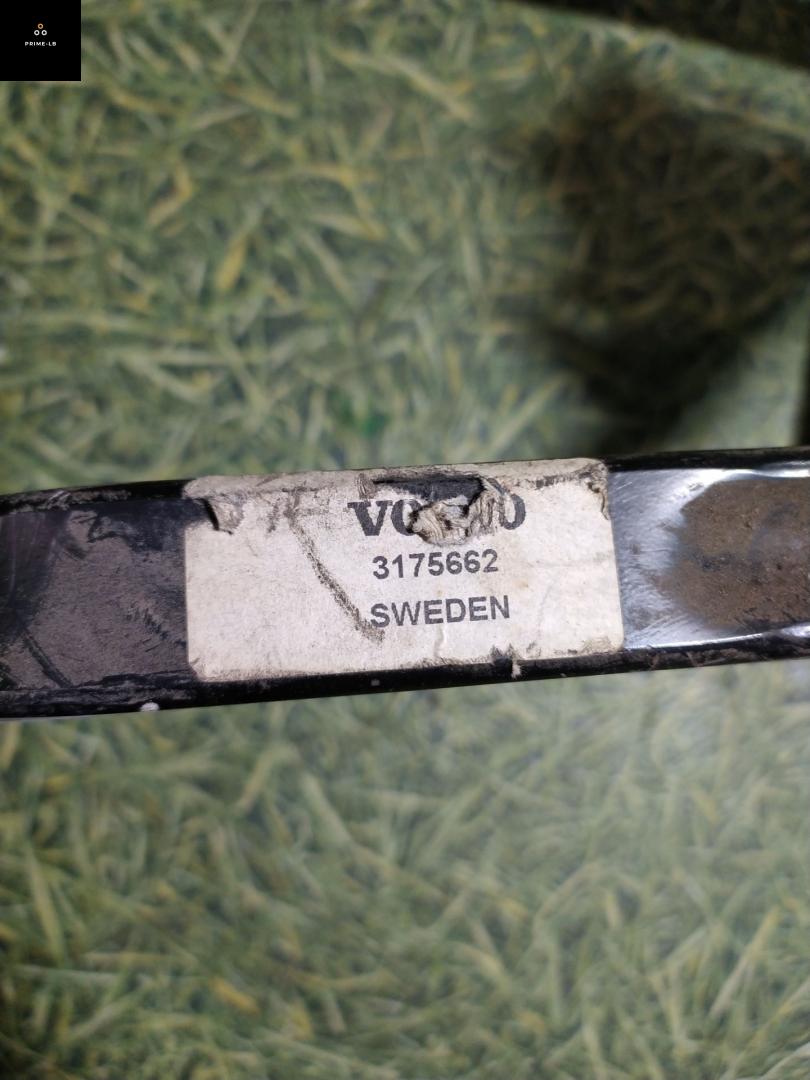 PRIME-LB
VOLVO
3175662
SWEDEN